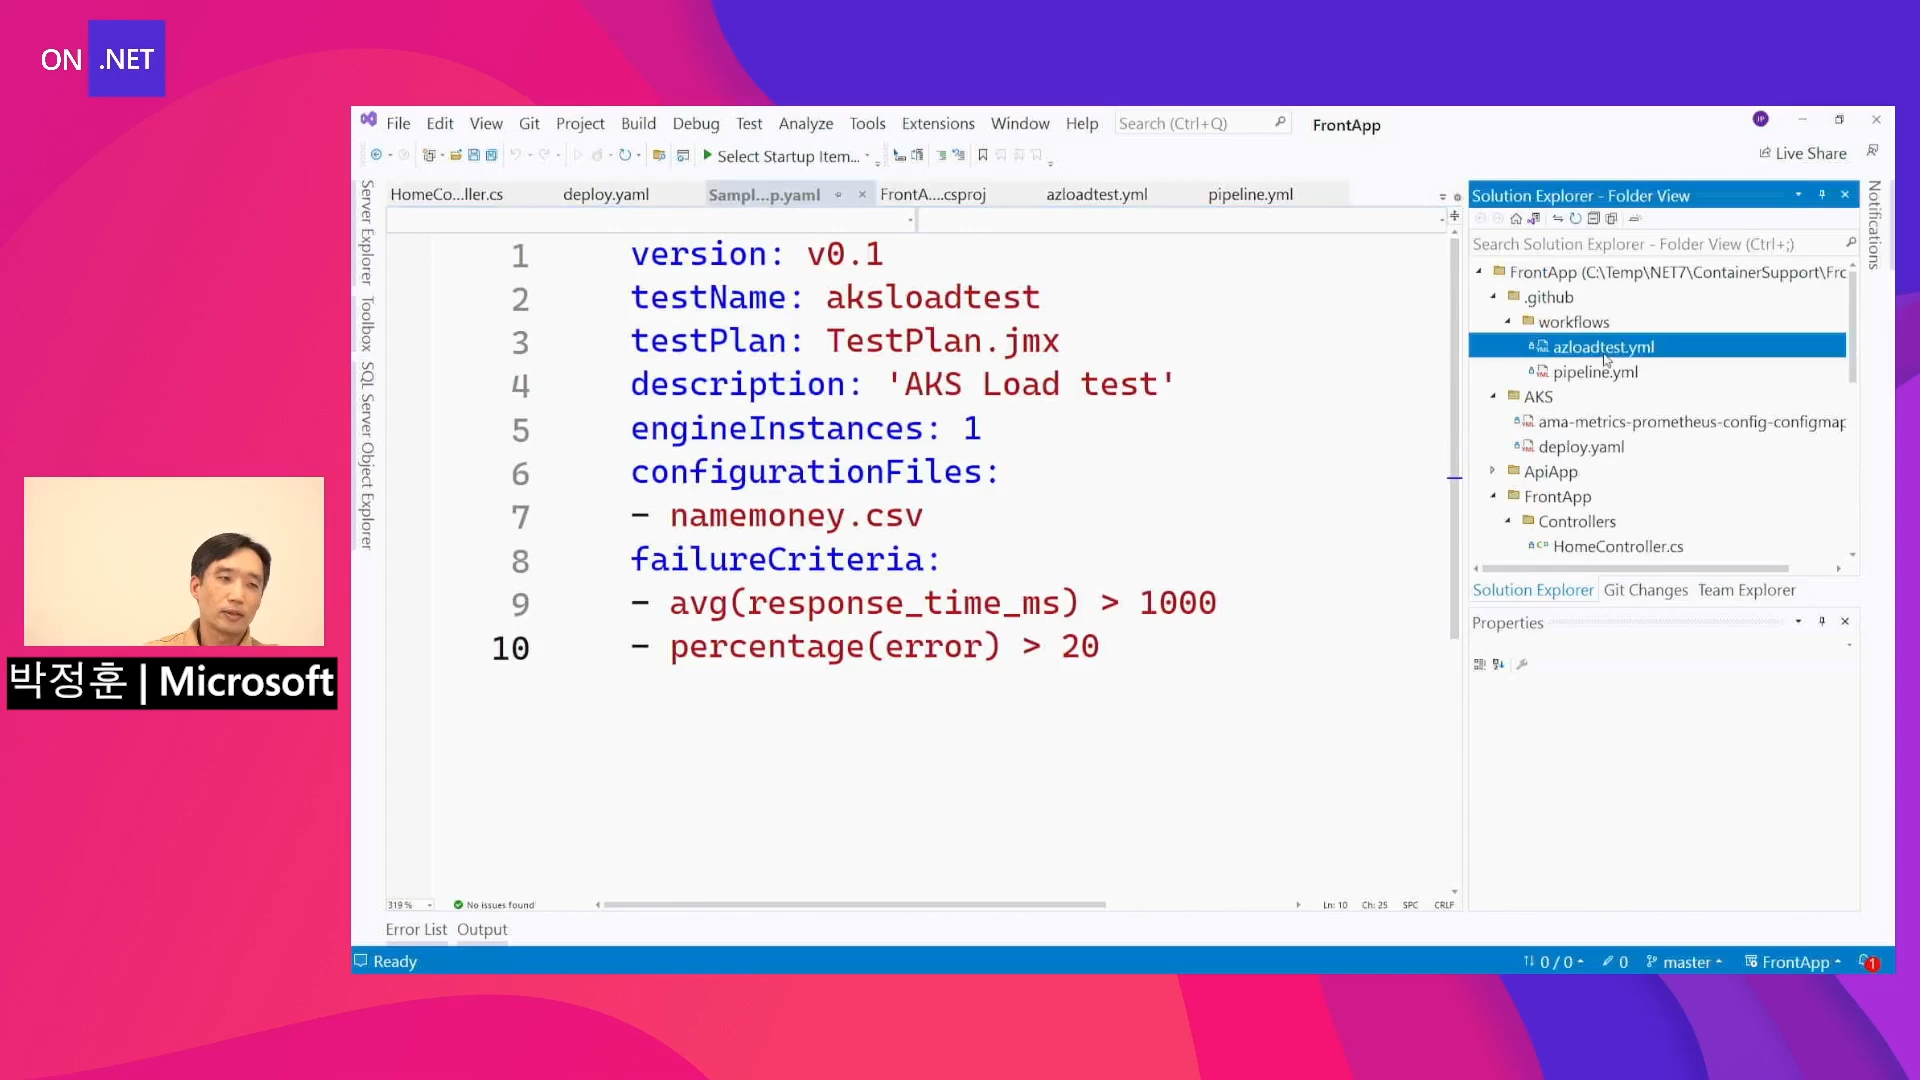 ON .NET
File Edit View Git Project Build Debug Test Analyze Tools Extensions Window Help Search (Ctrl+Q) FrontApp
JP
Select Startup Item...
Live Share
HomeCo...ller.cs deploy.yaml Sampl...p.yaml FrontA....csproj azloadtest.yml pipeline.yml
Server Explorer
Toolbox
SQL Server Object Explorer
1 version: v0.1
2 testName: aksloadtest
3 testPlan: TestPlan.jmx
4 description: 'AKS Load test'
5 engineInstances: 1
6 configurationFiles:
7 - namemoney.csv
8 failureCriteria:
9 - avg(response_time_ms) > 1000
10 - percentage(error) > 20
319 % No issues found Ln: 10 Ch: 25 SPC CRLF
Error List Output
Solution Explorer - Folder View
Search Solution Explorer - Folder View (Ctrl+;)
FrontApp (C:\Temp\NET7\ContainerSupport\Frc
.github
workflows
azloadtest.yml
pipeline.yml
AKS
ama-metrics-prometheus-config-configmap
deploy.yaml
ApiApp
FrontApp
Controllers
HomeController.cs
Solution Explorer Git Changes Team Explorer
Properties
Notifications
Ready 0 / 0 0 master FrontApp 1
박정훈 | Microsoft